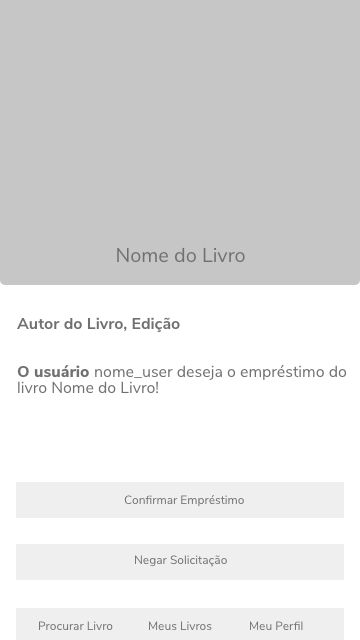 Nome do Livro
Autor do Livro, Edição
O usuário nome_user deseja o empréstimo do
livro Nome do Livro!
Confirmar Empréstimo
Negar Solicitação
Procurar Livro Meus Livros Meu Perfil